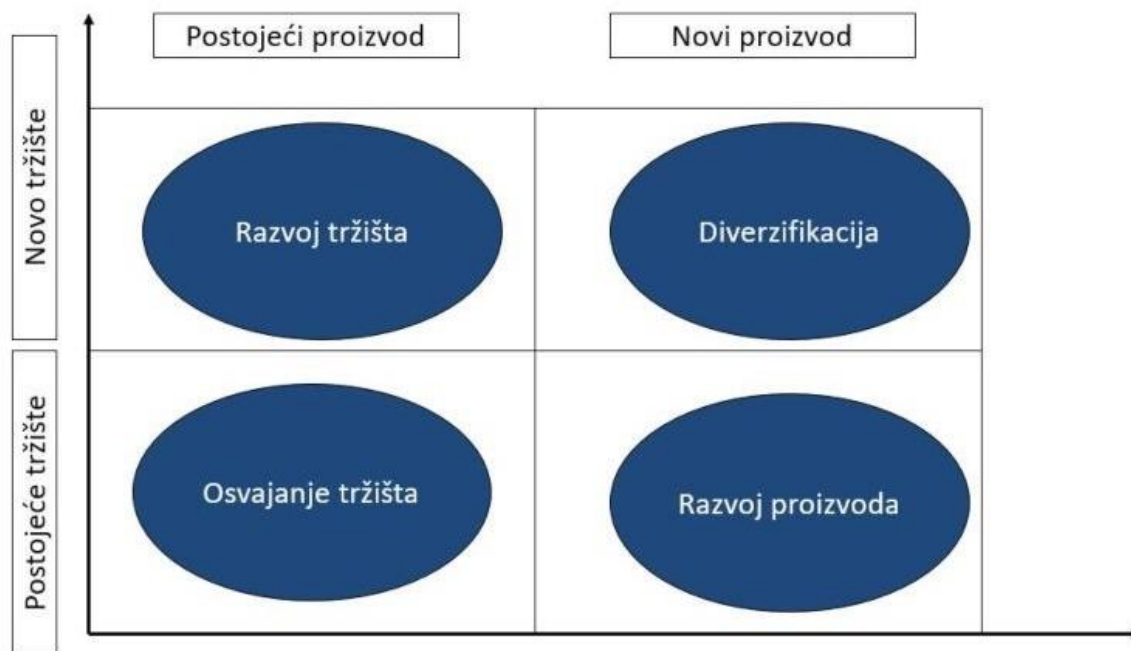 Postojeći proizvod
Novi proizvod
Novo tržište
Razvoj tržišta
Diverzifikacija
Postojeće tržište
Osvajanje tržišta
Razvoj proizvoda